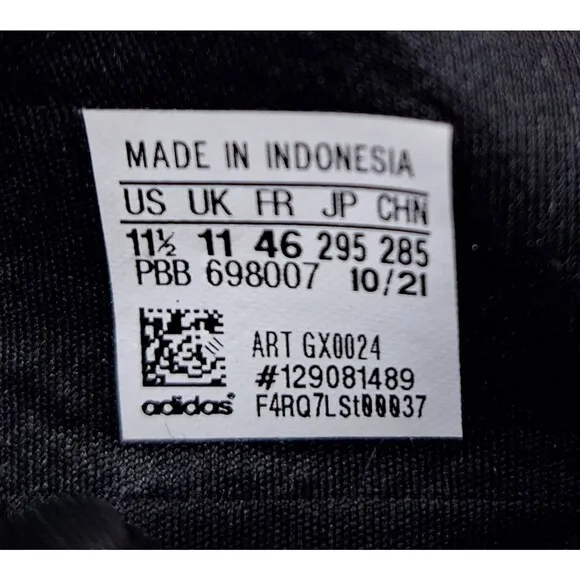 MADE IN INDONESIA
US UK FR JP CHN
11½ 11 46 295 285
PBB 698007 10/21
ART GX0024
#129081489
adidas F4RQ7LSt00037